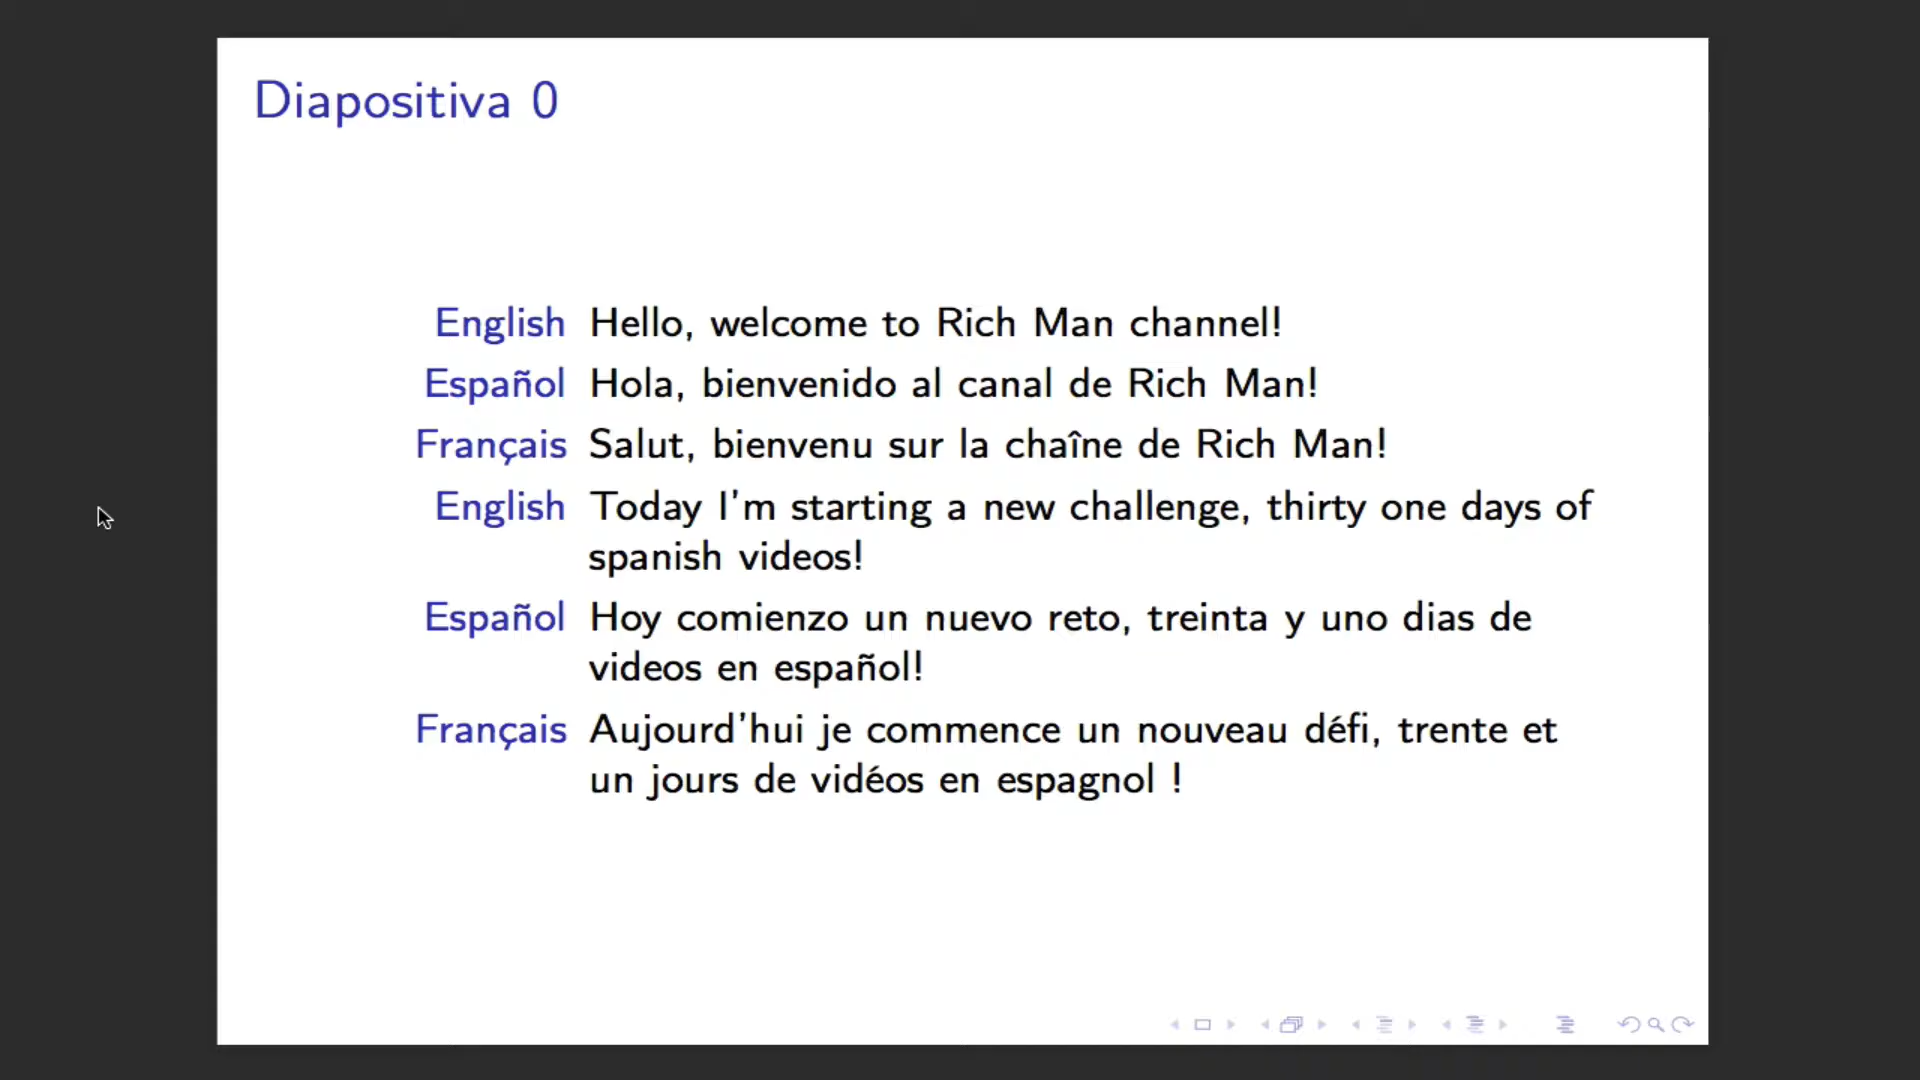 Diapositiva 0
English Hello, welcome to Rich Man channel!
Español Hola, bienvenido al canal de Rich Man!
Français Salut, bienvenu sur la chaîne de Rich Man!
English Today I'm starting a new challenge, thirty one days of
spanish videos!
Español Hoy comienzo un nuevo reto, treinta y uno dias de
videos en español!
Français Aujourd'hui je commence un nouveau défi, trente et
un jours de vidéos en espagnol !